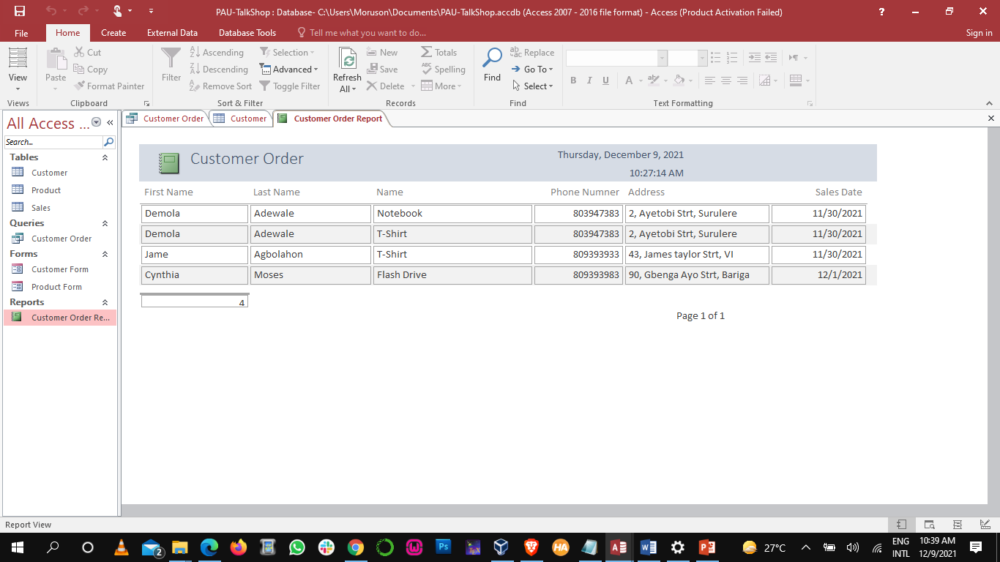 PAU-TalkShop : Database- C:\Users\Moruson\Documents\PAU-TalkShop.accdb (Access 2007 - 2016 file format) - Access (Product Activation Failed)
File Home Create External Data Database Tools Tell me what you want to do... Sign in
View
Views
Paste
Cut
Copy
Format Painter
Clipboard
Filter
Ascending
Descending
Remove Sort
Selection
Advanced
Toggle Filter
Sort & Filter
Refresh
All
New
Save
Delete
Totals
Spelling
More
Records
Find
Replace
Go To
Select
Find
B I U A
Text Formatting
All Access ...
Search...
Tables
Customer
Product
Sales
Queries
Customer Order
Forms
Customer Form
Product Form
Reports
Customer Order Re...
Customer Order Customer Customer Order Report
Customer Order
Thursday, December 9, 2021
10:27:14 AM
First Name Last Name Name Phone Numner Address Sales Date
Demola Adewale Notebook 803947383 2, Ayetobi Strt, Surulere 11/30/2021
Demola Adewale T-Shirt 803947383 2, Ayetobi Strt, Surulere 11/30/2021
Jame Agbolahon T-Shirt 809393933 43, James taylor Strt, VI 11/30/2021
Cynthia Moses Flash Drive 809393983 90, Gbenga Ayo Strt, Bariga 12/1/2021
4
Page 1 of 1
Report View
2
Ps
HA
27°C
ENG
INTL
10:39 AM
12/9/2021